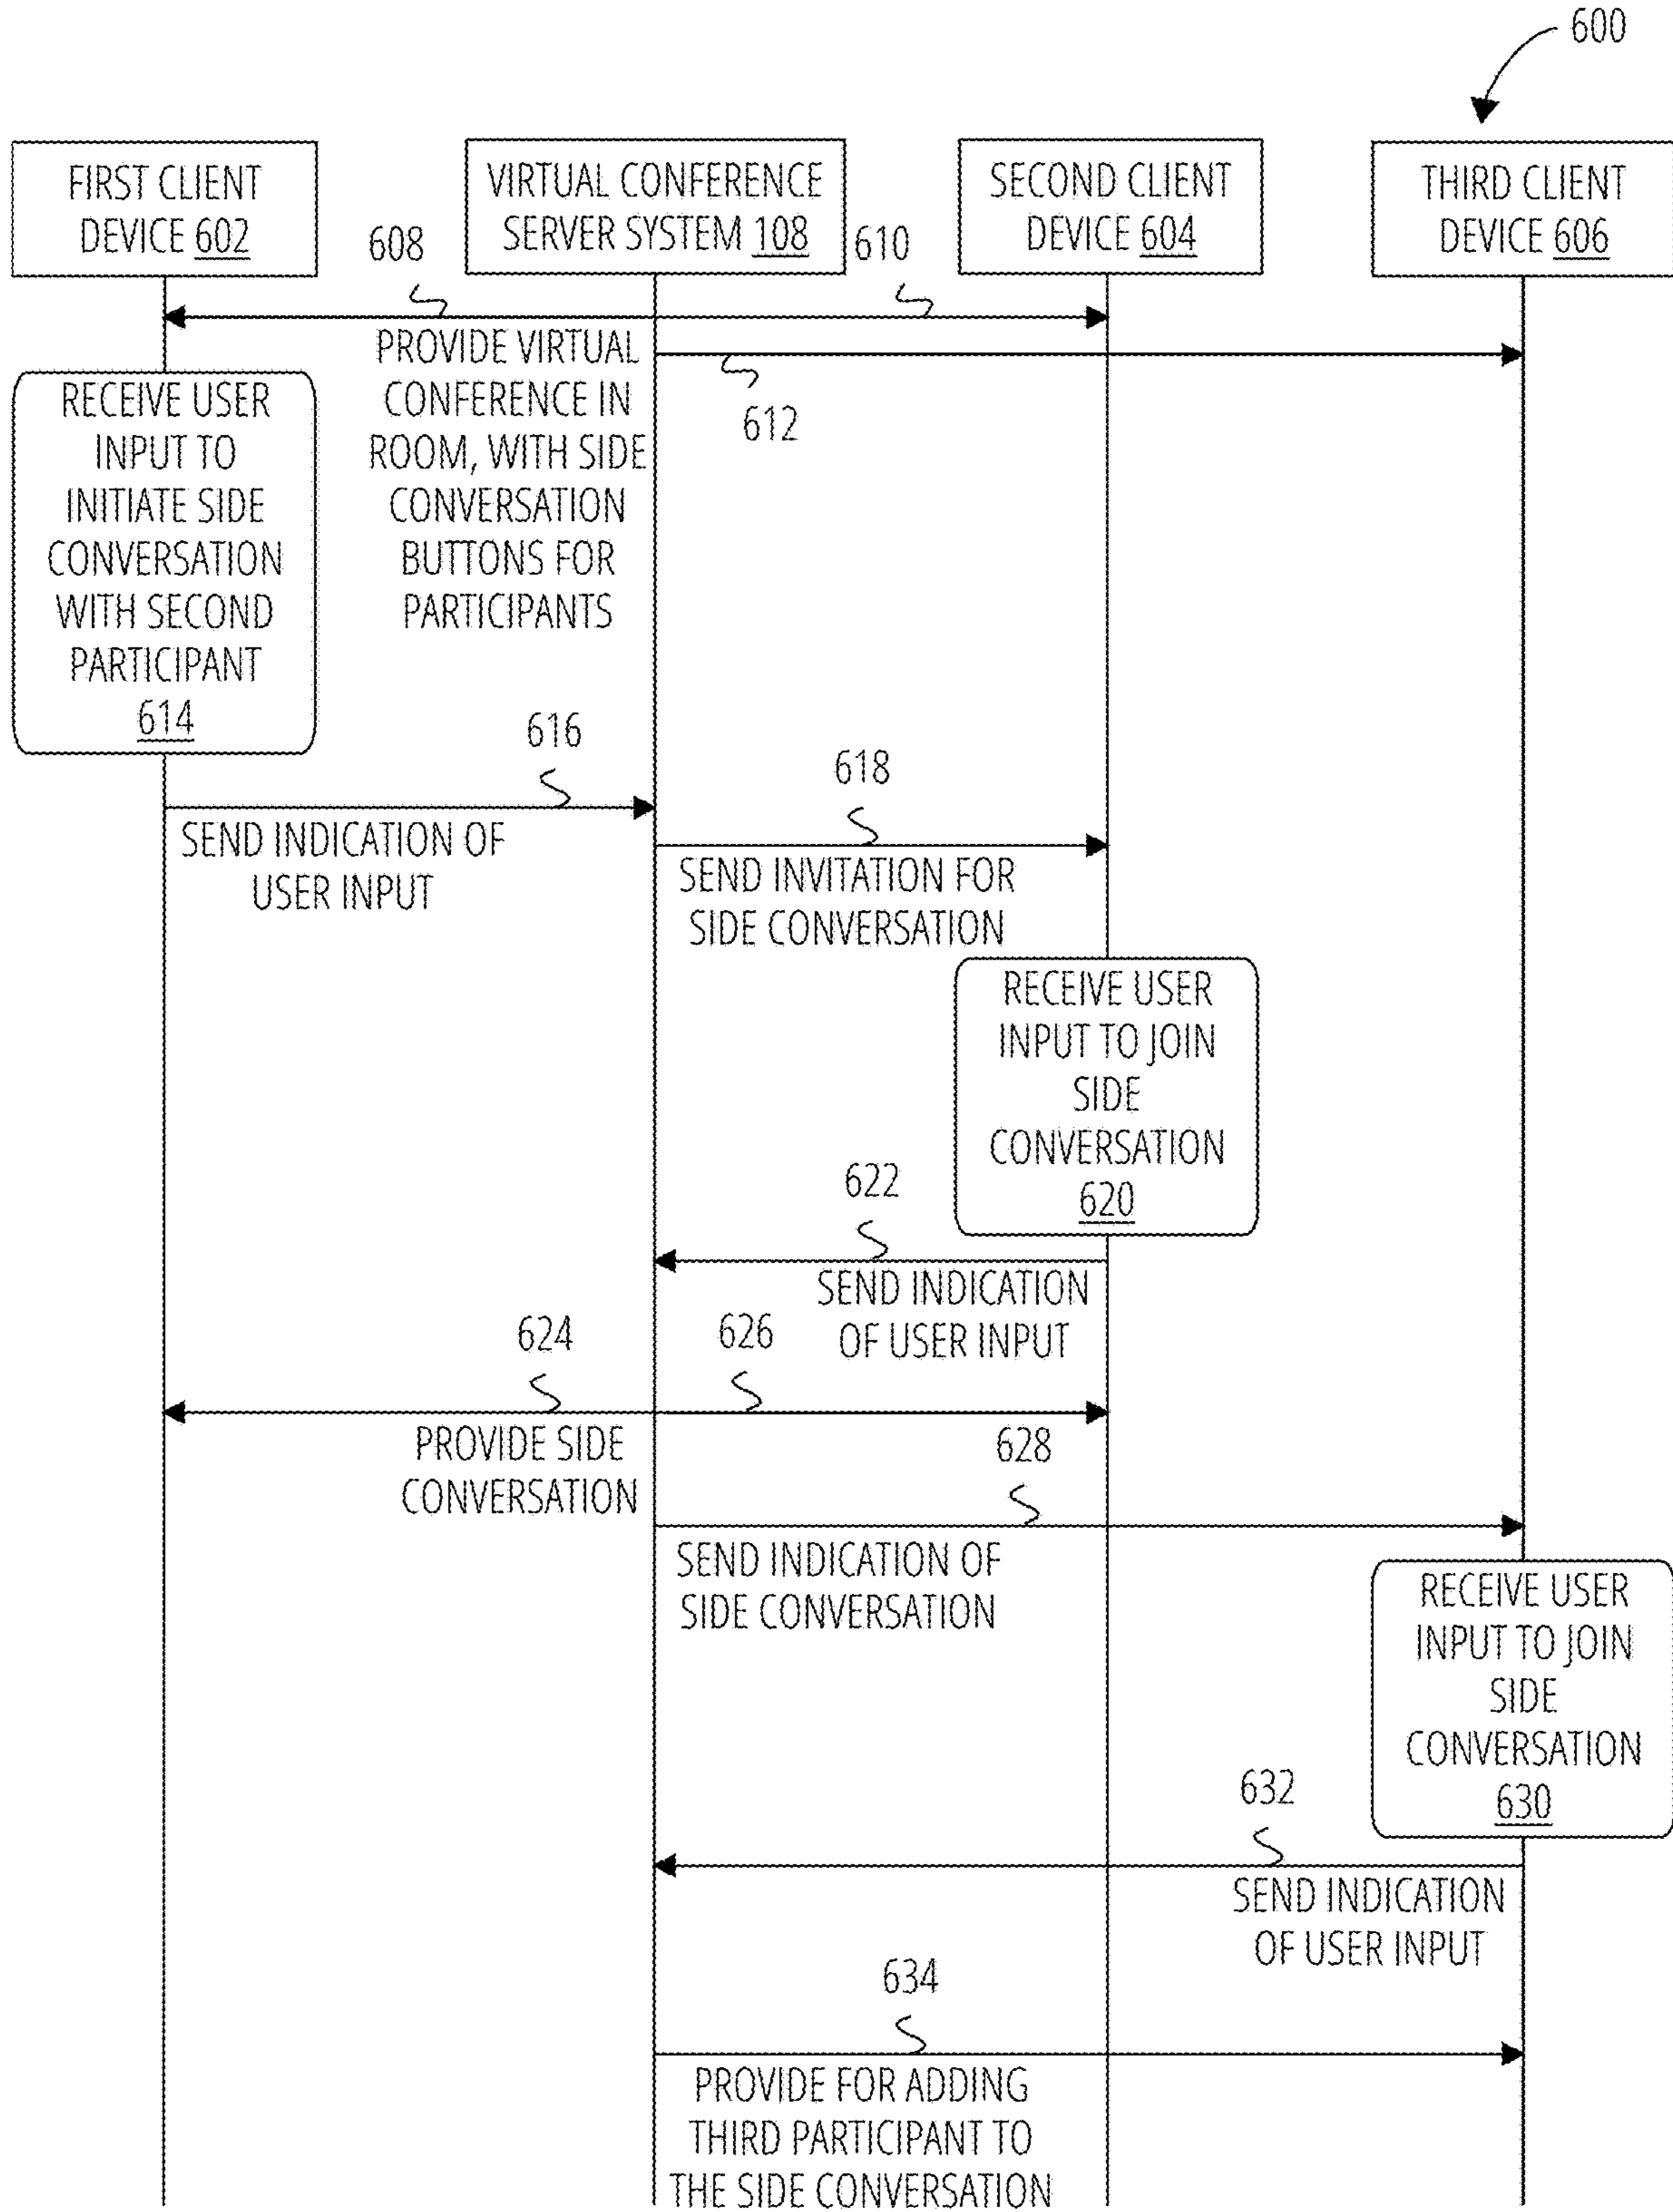 600
FIRST CLIENT
DEVICE 602
VIRTUAL CONFERENCE
SERVER SYSTEM 108
SECOND CLIENT
DEVICE 604
THIRD CLIENT
DEVICE 606
608
610
PROVIDE VIRTUAL
CONFERENCE IN
ROOM, WITH SIDE
CONVERSATION
BUTTONS FOR
PARTICIPANTS
612
RECEIVE USER
INPUT TO
INITIATE SIDE
CONVERSATION
WITH SECOND
PARTICIPANT
614
616
SEND INDICATION OF
USER INPUT
618
SEND INVITATION FOR
SIDE CONVERSATION
RECEIVE USER
INPUT TO JOIN
SIDE
CONVERSATION
620
622
SEND INDICATION
OF USER INPUT
624
626
PROVIDE SIDE
CONVERSATION
628
SEND INDICATION OF
SIDE CONVERSATION
RECEIVE USER
INPUT TO JOIN
SIDE
CONVERSATION
630
632
SEND INDICATION
OF USER INPUT
634
PROVIDE FOR ADDING
THIRD PARTICIPANT TO
THE SIDE CONVERSATION